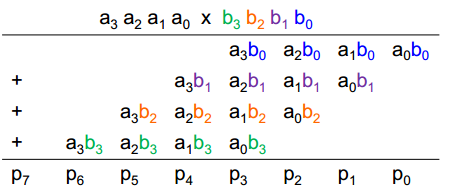 a₃ a₂ a₁ a₀ x b₃ b₂ b₁ b₀
a₃b₀ a₂b₀ a₁b₀ a₀b₀
+ a₃b₁ a₂b₁ a₁b₁ a₀b₁
+ a₃b₂ a₂b₂ a₁b₂ a₀b₂
+ a₃b₃ a₂b₃ a₁b₃ a₀b₃
p₇ p₆ p₅ p₄ p₃ p₂ p₁ p₀